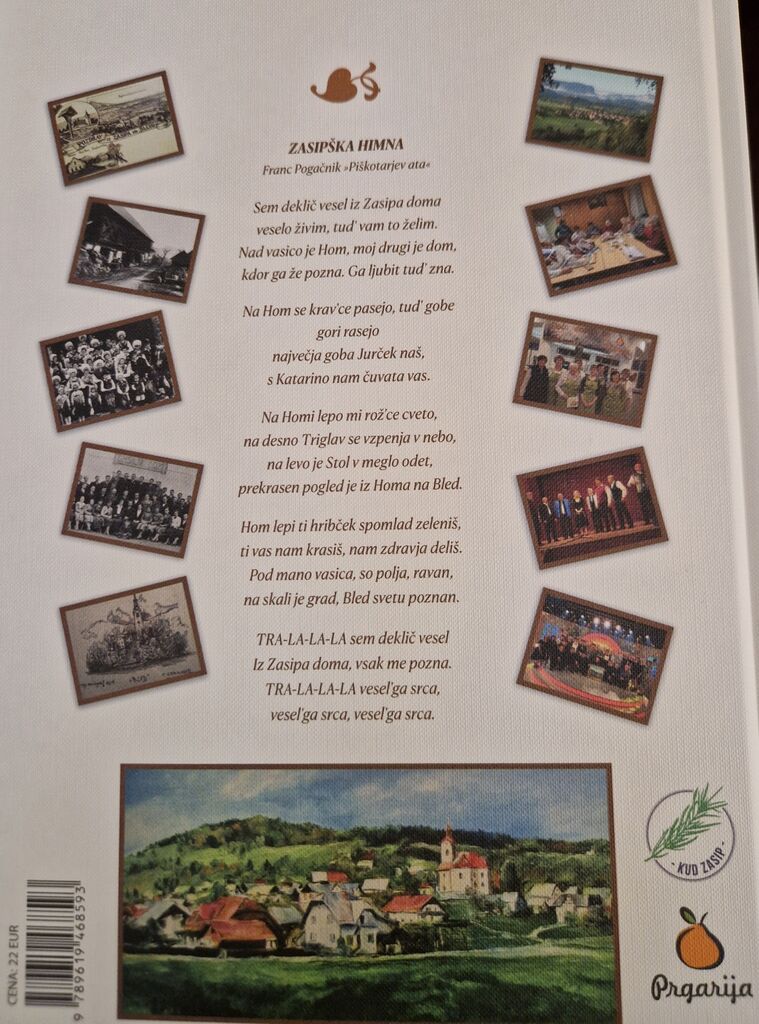 ZASIPŠKA HIMNA
Franc Pogačnik »Piškotarjev ata«
Sem deklič vesel iz Zasipa doma
veselo živim, tud' vam to želim.
Nad vasico je Hom, moj drugi je dom,
kdor ga že pozna. Ga ljubit tud' zna.
Na Hom se krav'ce pasejo, tud' gobe
gori rasejo
največja goba Jurček naš,
s Katarino nam čuvata vas.
Na Homi lepo mi rož'ce cveto,
na desno Triglav se vzpenja v nebo,
na levo je Stol v meglo odet,
prekrasen pogled je iz Homa na Bled.
Hom lepi ti hribček spomlad zeleniš,
ti vas nam krasiš, nam zdravja deliš.
Pod mano vasica, so polja, ravan,
na skali je grad, Bled svetu poznan.
TRA-LA-LA-LA sem deklič vesel
Iz Zasipa doma, vsak me pozna.
TRA-LA-LA-LA vesel'ga srca,
vesel'ga srca, vesel'ga srca.
- KUD ZASIP -
Prgarija
CENA: 22 EUR
9 789619 468593